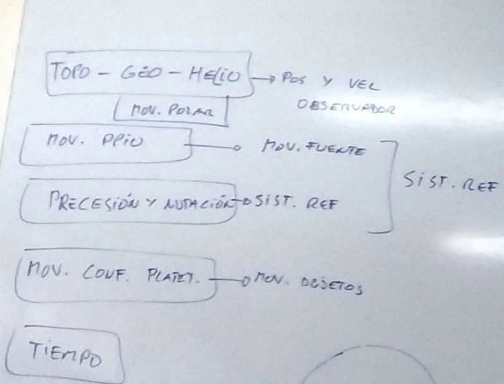 TOPO - GEO - HELIO → POS Y VEL
OBSERVADOR
MOV. POLAR
MOV. PPIO MOV. FUENTE
SIST. REF
PRECESIÓN Y NUTACIÓN SIST. REF
MOV. CONF. PLATET. MOV. OBJETOS
TIEMPO